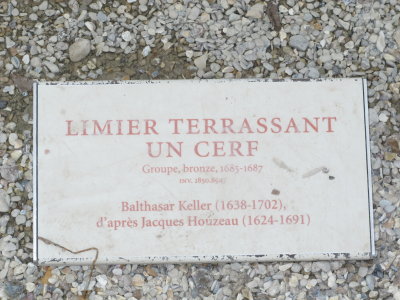 LIMIER TERRASSANT
UN CERF
Groupe, bronze, 1685-1687
Balthasar Keller (1638-1702),
d'après Jacques Houzeau (1624-1691)